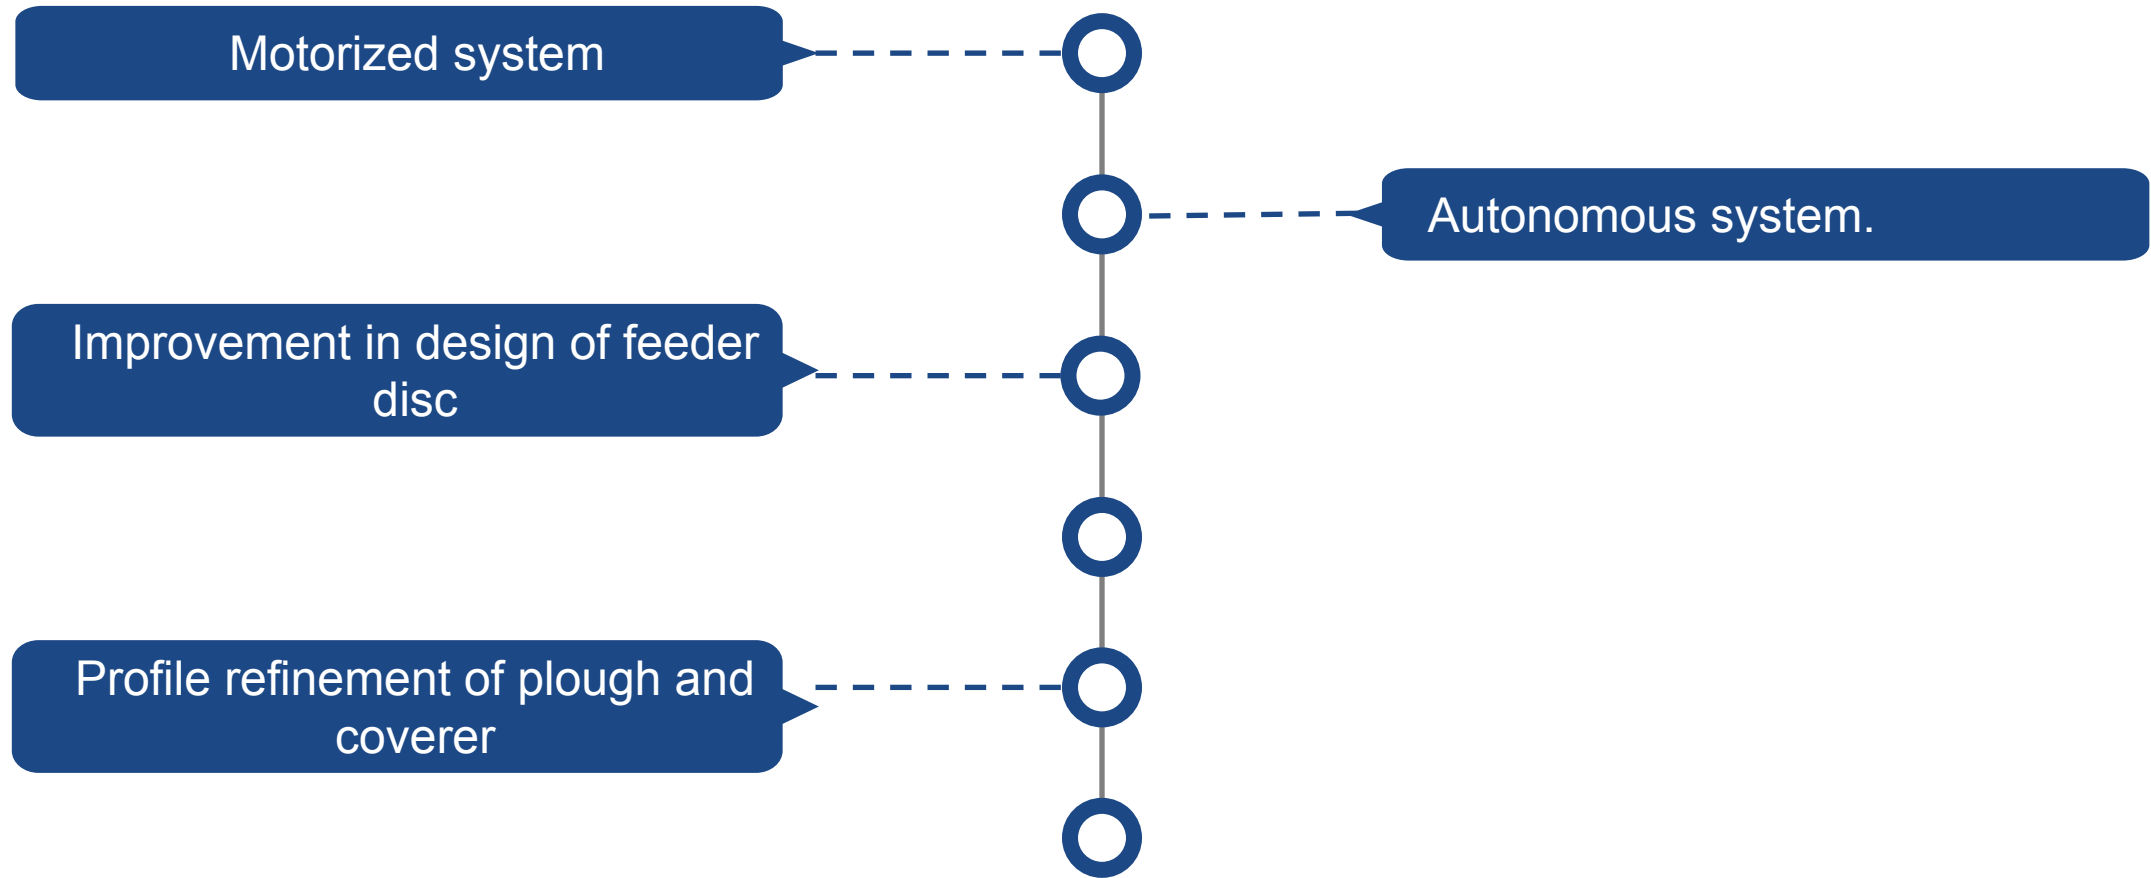 Motorized system
Autonomous system.
Improvement in design of feeder
disc
Profile refinement of plough and
coverer